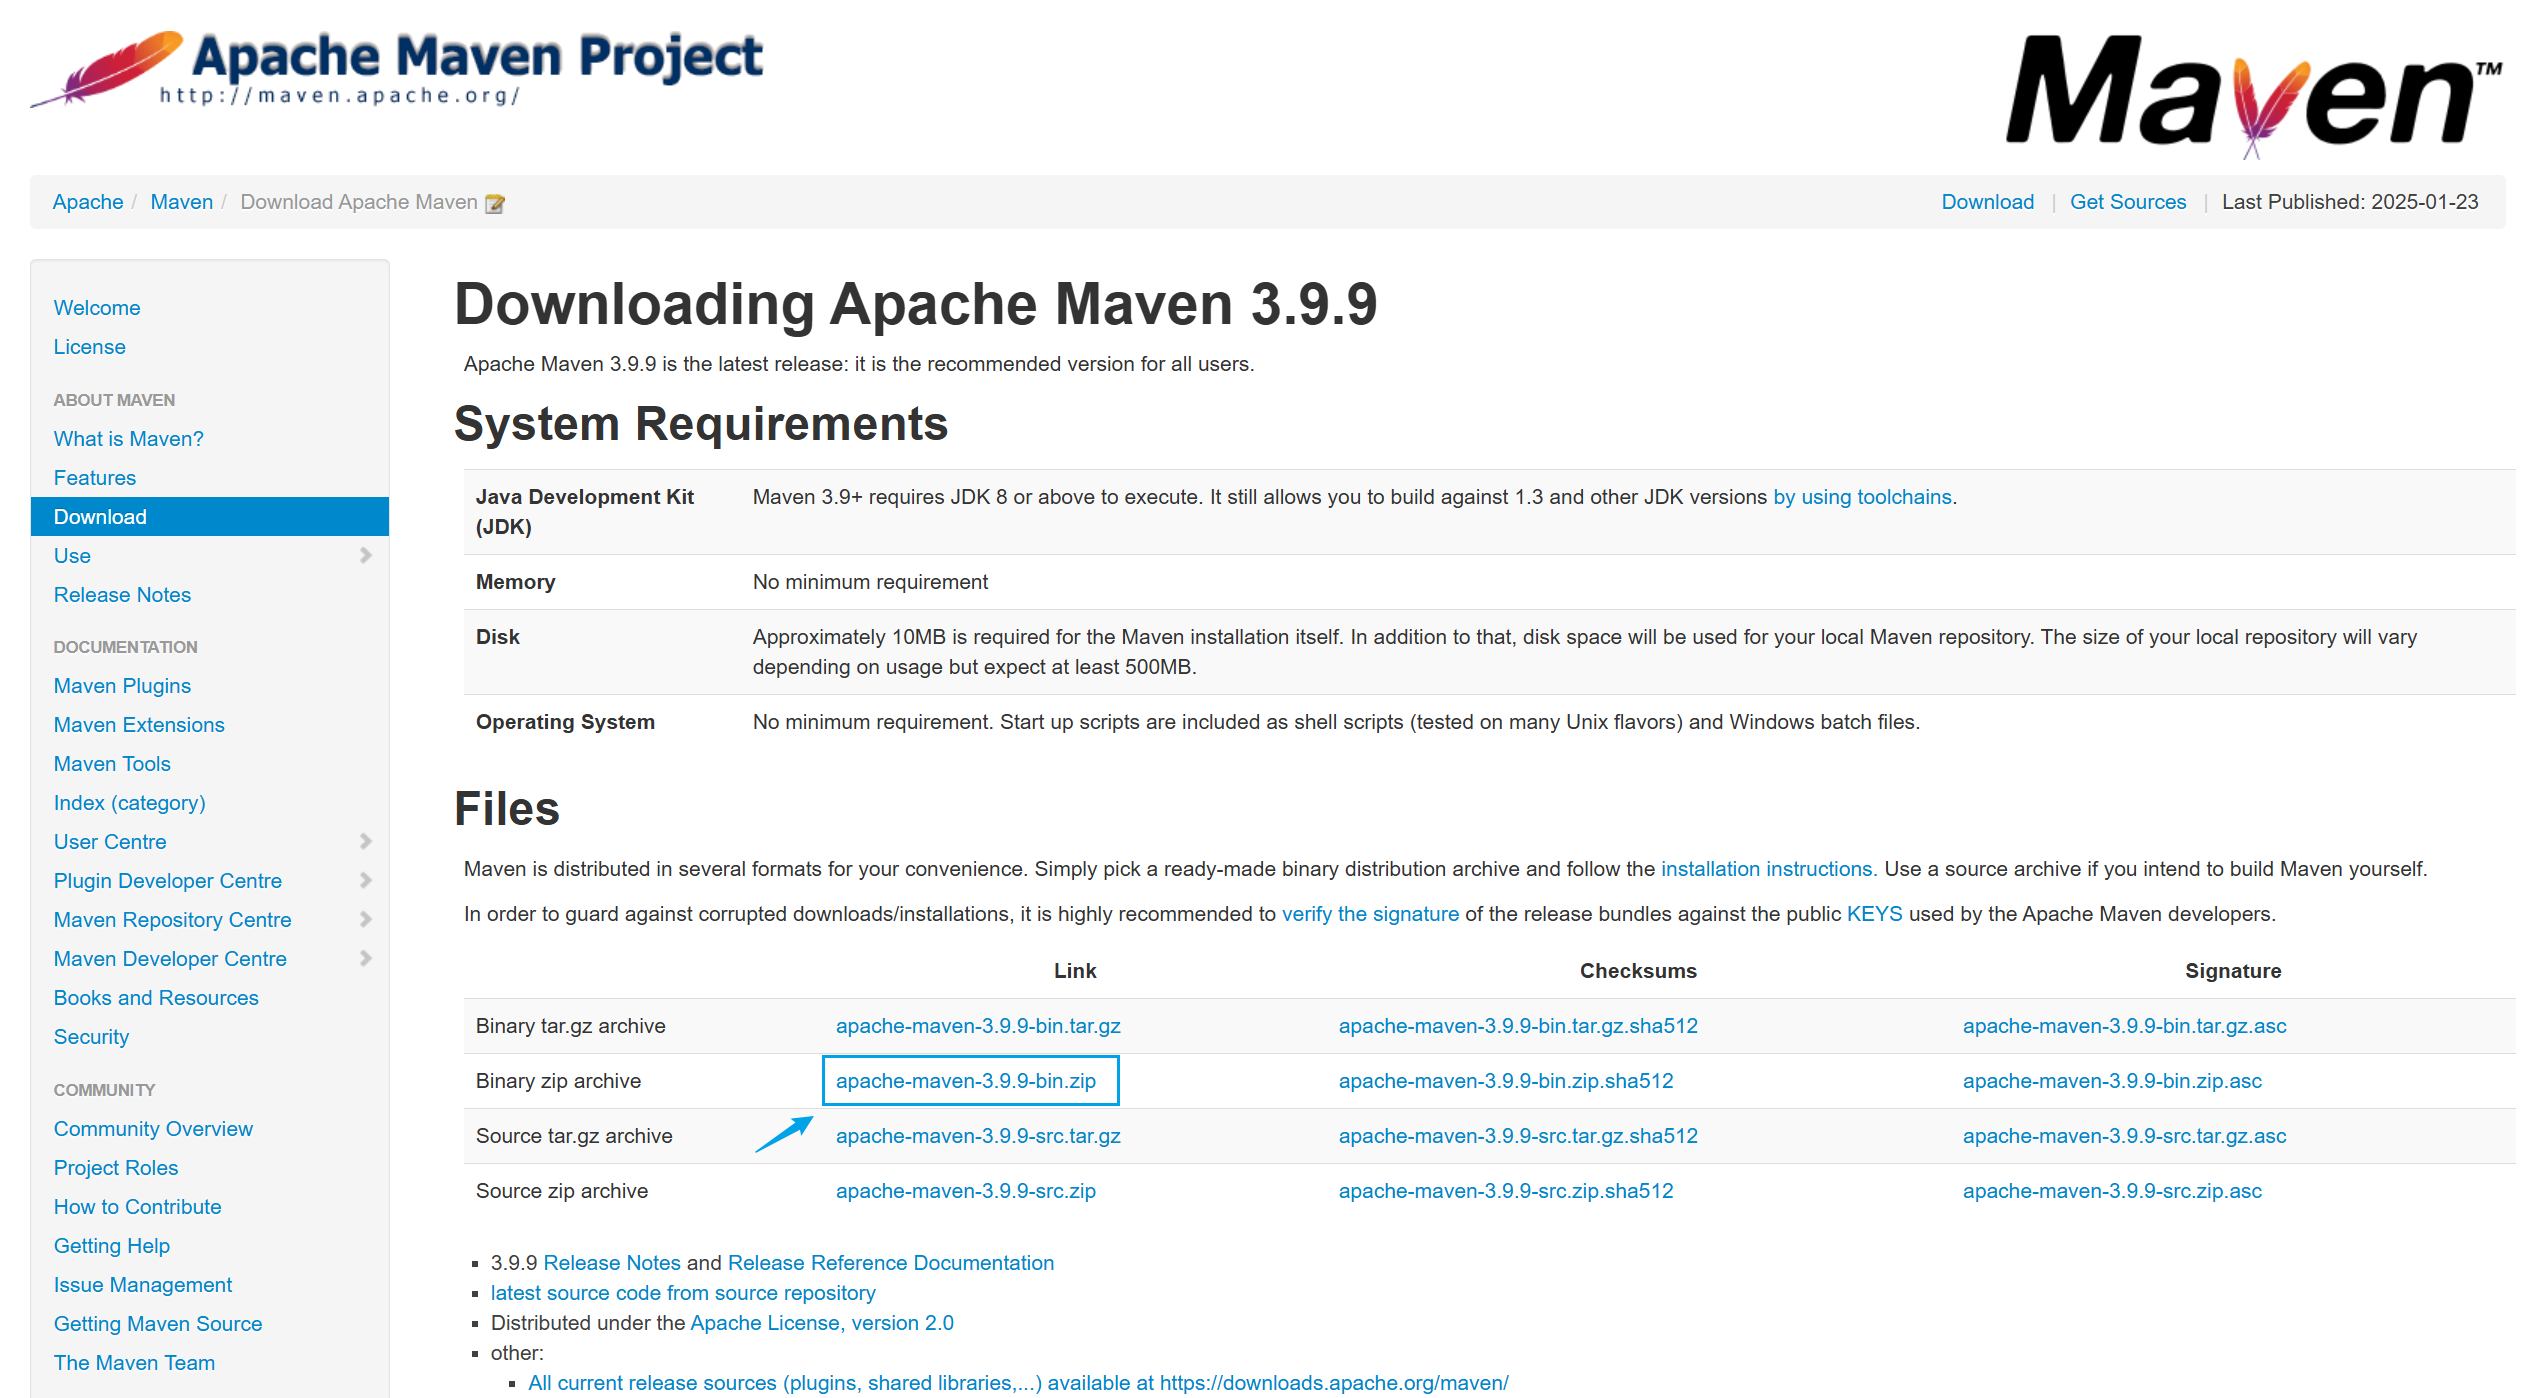 Apache Maven Project
http://maven.apache.org/
Maven™
Apache / Maven / Download Apache Maven
Download | Get Sources | Last Published: 2025-01-23
Welcome
License
ABOUT MAVEN
What is Maven?
Features
Download
Use
Release Notes
DOCUMENTATION
Maven Plugins
Maven Extensions
Maven Tools
Index (category)
User Centre
Plugin Developer Centre
Maven Repository Centre
Maven Developer Centre
Books and Resources
Security
COMMUNITY
Community Overview
Project Roles
How to Contribute
Getting Help
Issue Management
Getting Maven Source
The Maven Team
Downloading Apache Maven 3.9.9
Apache Maven 3.9.9 is the latest release: it is the recommended version for all users.
System Requirements
Java Development Kit (JDK)
Maven 3.9+ requires JDK 8 or above to execute. It still allows you to build against 1.3 and other JDK versions by using toolchains.
Memory
No minimum requirement
Disk
Approximately 10MB is required for the Maven installation itself. In addition to that, disk space will be used for your local Maven repository. The size of your local repository will vary
depending on usage but expect at least 500MB.
Operating System
No minimum requirement. Start up scripts are included as shell scripts (tested on many Unix flavors) and Windows batch files.
Files
Maven is distributed in several formats for your convenience. Simply pick a ready-made binary distribution archive and follow the installation instructions. Use a source archive if you intend to build Maven yourself.
In order to guard against corrupted downloads/installations, it is highly recommended to verify the signature of the release bundles against the public KEYS used by the Apache Maven developers.
Link Checksums Signature
Binary tar.gz archive apache-maven-3.9.9-bin.tar.gz apache-maven-3.9.9-bin.tar.gz.sha512 apache-maven-3.9.9-bin.tar.gz.asc
Binary zip archive apache-maven-3.9.9-bin.zip apache-maven-3.9.9-bin.zip.sha512 apache-maven-3.9.9-bin.zip.asc
Source tar.gz archive apache-maven-3.9.9-src.tar.gz apache-maven-3.9.9-src.tar.gz.sha512 apache-maven-3.9.9-src.tar.gz.asc
Source zip archive apache-maven-3.9.9-src.zip apache-maven-3.9.9-src.zip.sha512 apache-maven-3.9.9-src.zip.asc
3.9.9 Release Notes and Release Reference Documentation
latest source code from source repository
Distributed under the Apache License, version 2.0
other:
All current release sources (plugins, shared libraries,...) available at https://downloads.apache.org/maven/